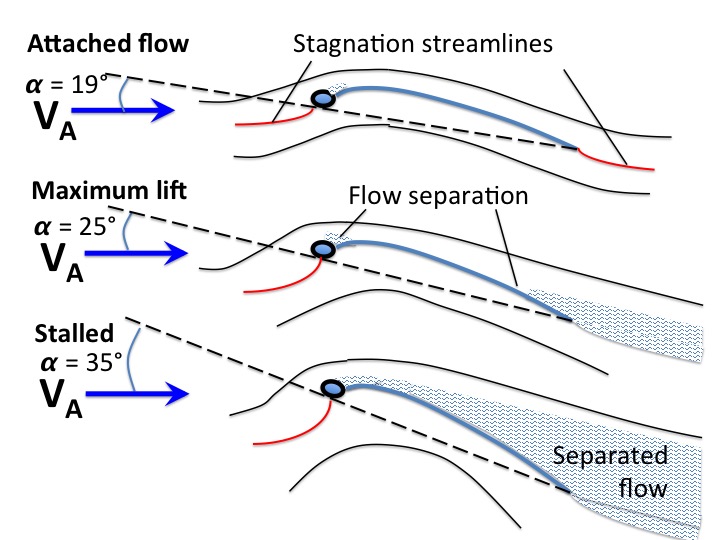 Attached flow
Stagnation streamlines
α = 19°
VA
Maximum lift
Flow separation
α = 25°
VA
Stalled
α = 35°
VA
Separated
flow